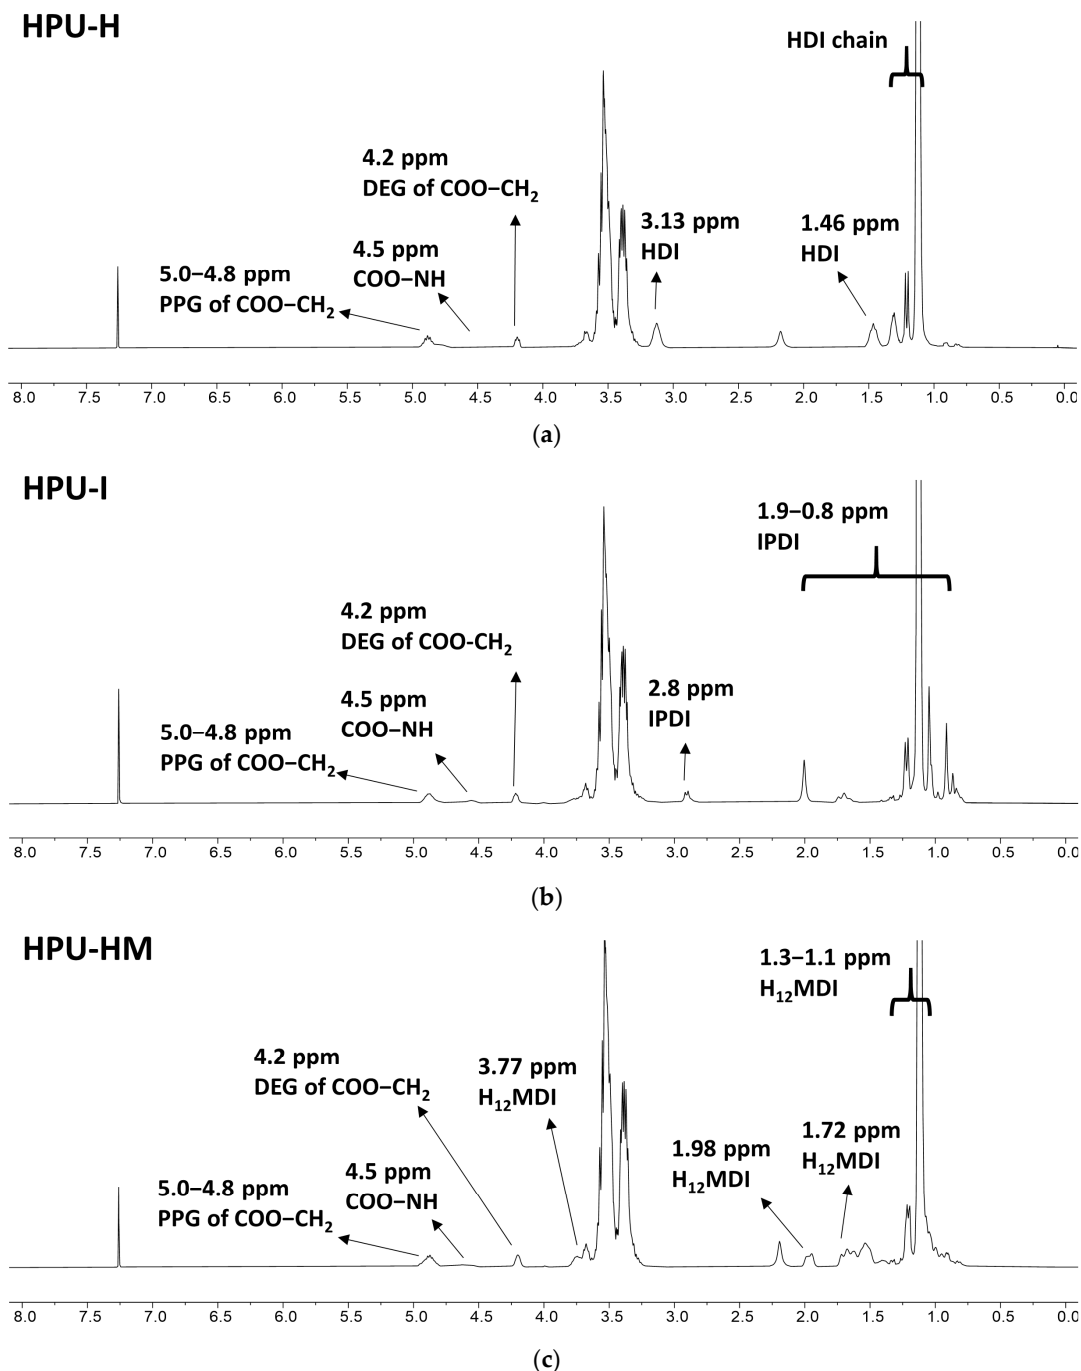 HPU-H
HDI chain
4.2 ppm
DEG of COO−CH₂
3.13 ppm
HDI
1.46 ppm
HDI
4.5 ppm
COO−NH
5.0−4.8 ppm
PPG of COO−CH₂
8.0 7.5 7.0 6.5 6.0 5.5 5.0 4.5 4.0 3.5 3.0 2.5 2.0 1.5 1.0 0.5 0.0
(a)
HPU-I
1.9−0.8 ppm
IPDI
4.2 ppm
DEG of COO-CH₂
2.8 ppm
IPDI
4.5 ppm
COO−NH
5.0−4.8 ppm
PPG of COO−CH₂
8.0 7.5 7.0 6.5 6.0 5.5 5.0 4.5 4.0 3.5 3.0 2.5 2.0 1.5 1.0 0.5 0.0
(b)
HPU-HM
1.3−1.1 ppm
H₁₂MDI
4.2 ppm
DEG of COO−CH₂
3.77 ppm
H₁₂MDI
1.98 ppm
H₁₂MDI
1.72 ppm
H₁₂MDI
4.5 ppm
COO−NH
5.0−4.8 ppm
PPG of COO−CH₂
8.0 7.5 7.0 6.5 6.0 5.5 5.0 4.5 4.0 3.5 3.0 2.5 2.0 1.5 1.0 0.5 0.0
(c)